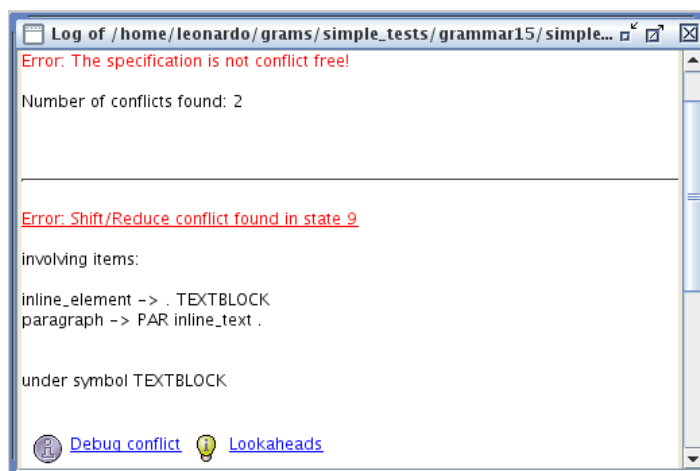 Log of /home/leonardo/grams/simple_tests/grammar15/simple...
Error: The specification is not conflict free!
Number of conflicts found: 2
Error: Shift/Reduce conflict found in state 9
involving items:
inline_element -> . TEXTBLOCK
paragraph -> PAR inline_text .
under symbol TEXTBLOCK
Debug conflict Lookaheads